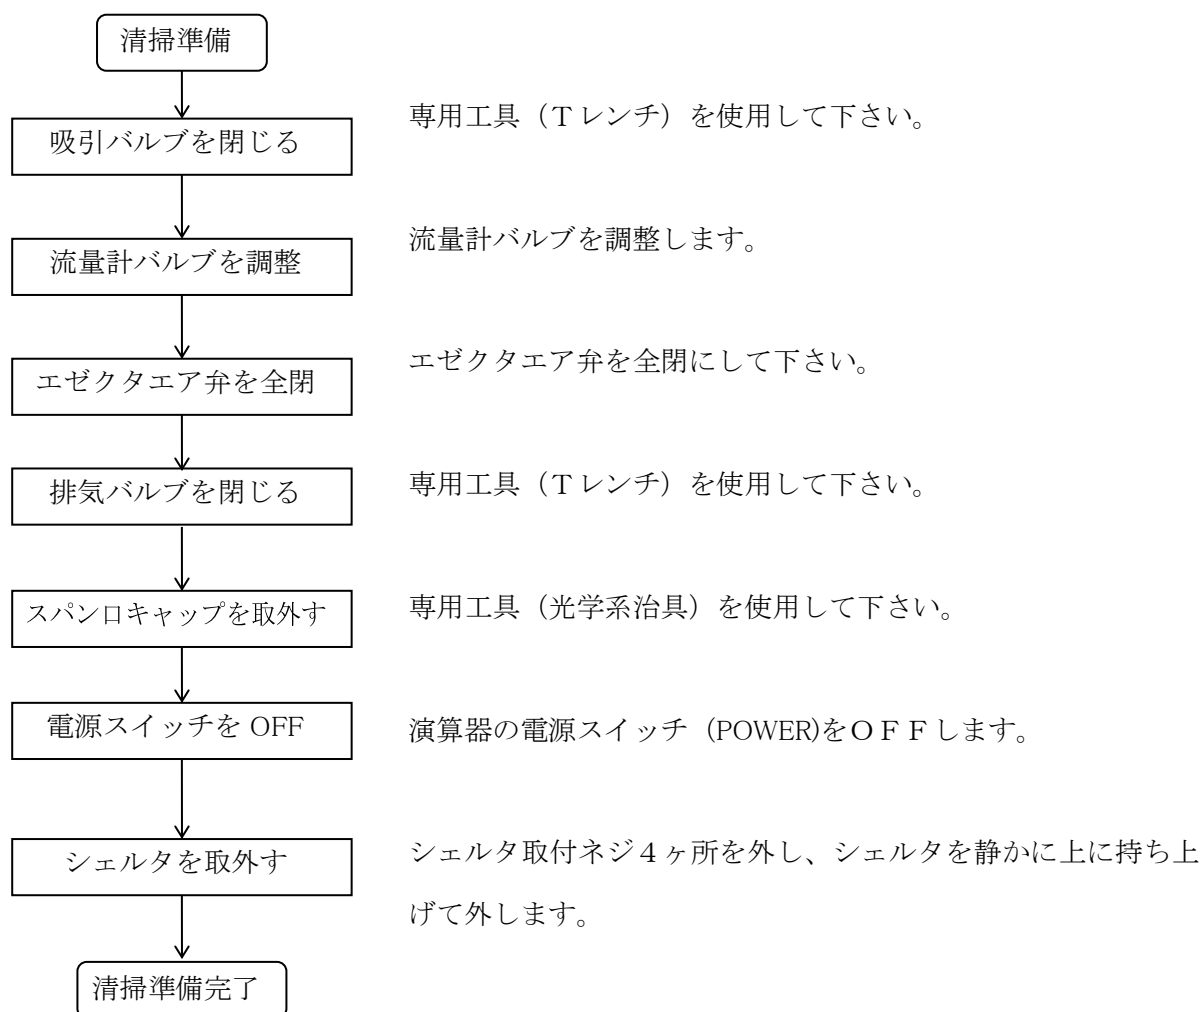 清掃準備
吸引バルブを閉じる
専用工具（Ｔレンチ）を使用して下さい。
流量計バルブを調整
流量計バルブを調整します。
エゼクタエア弁を全閉
エゼクタエア弁を全閉にして下さい。
排気バルブを閉じる
専用工具（Ｔレンチ）を使用して下さい。
スパン口キャップを取外す
専用工具（光学系治具）を使用して下さい。
電源スイッチを OFF
演算器の電源スイッチ (POWER)をＯＦＦします。
シェルタを取外す
シェルタ取付ネジ４ヶ所を外し、シェルタを静かに上に持ち上
げて外します。
清掃準備完了